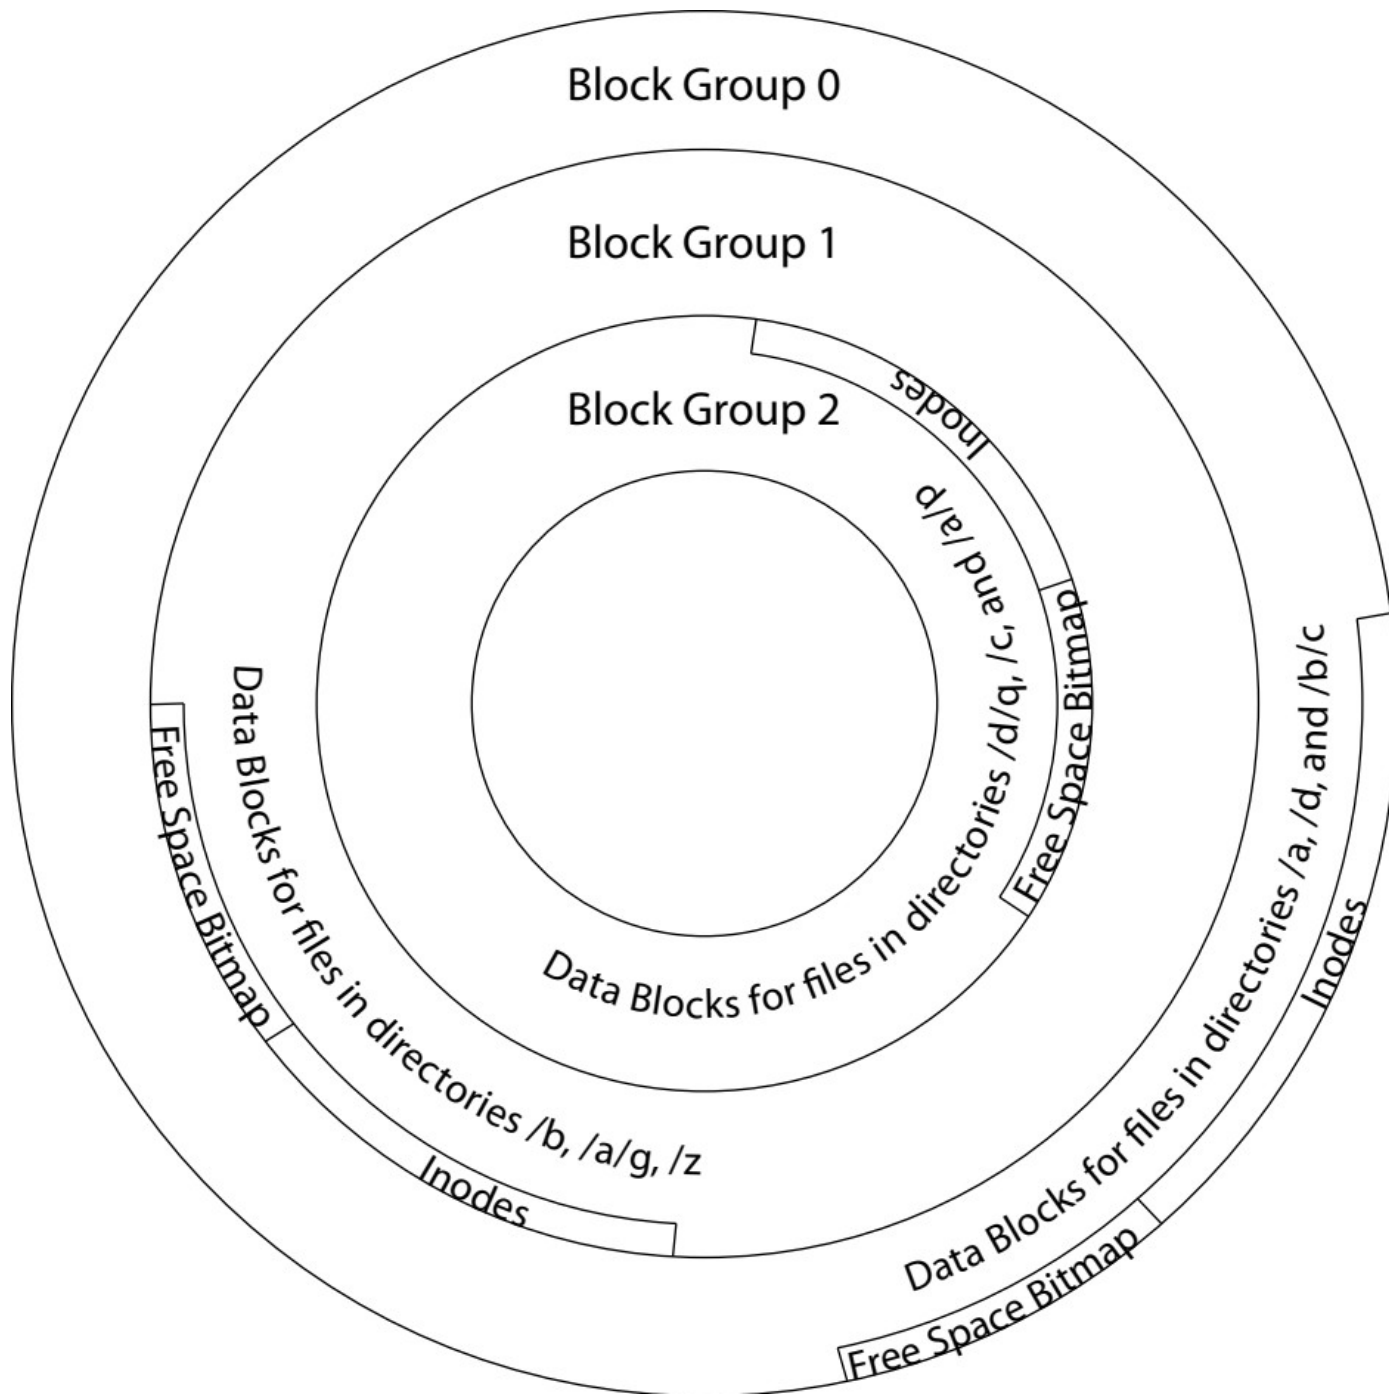 Block Group 0
Block Group 1
Block Group 2
Inodes
Free Space Bitmap
Data Blocks for files in directories /d/q, /c, and /a/p
Data Blocks for files in directories /b, /a/g, /z
Free Space Bitmap
Inodes
Data Blocks for files in directories /a, /d, and /b/c
Inodes
Free Space Bitmap